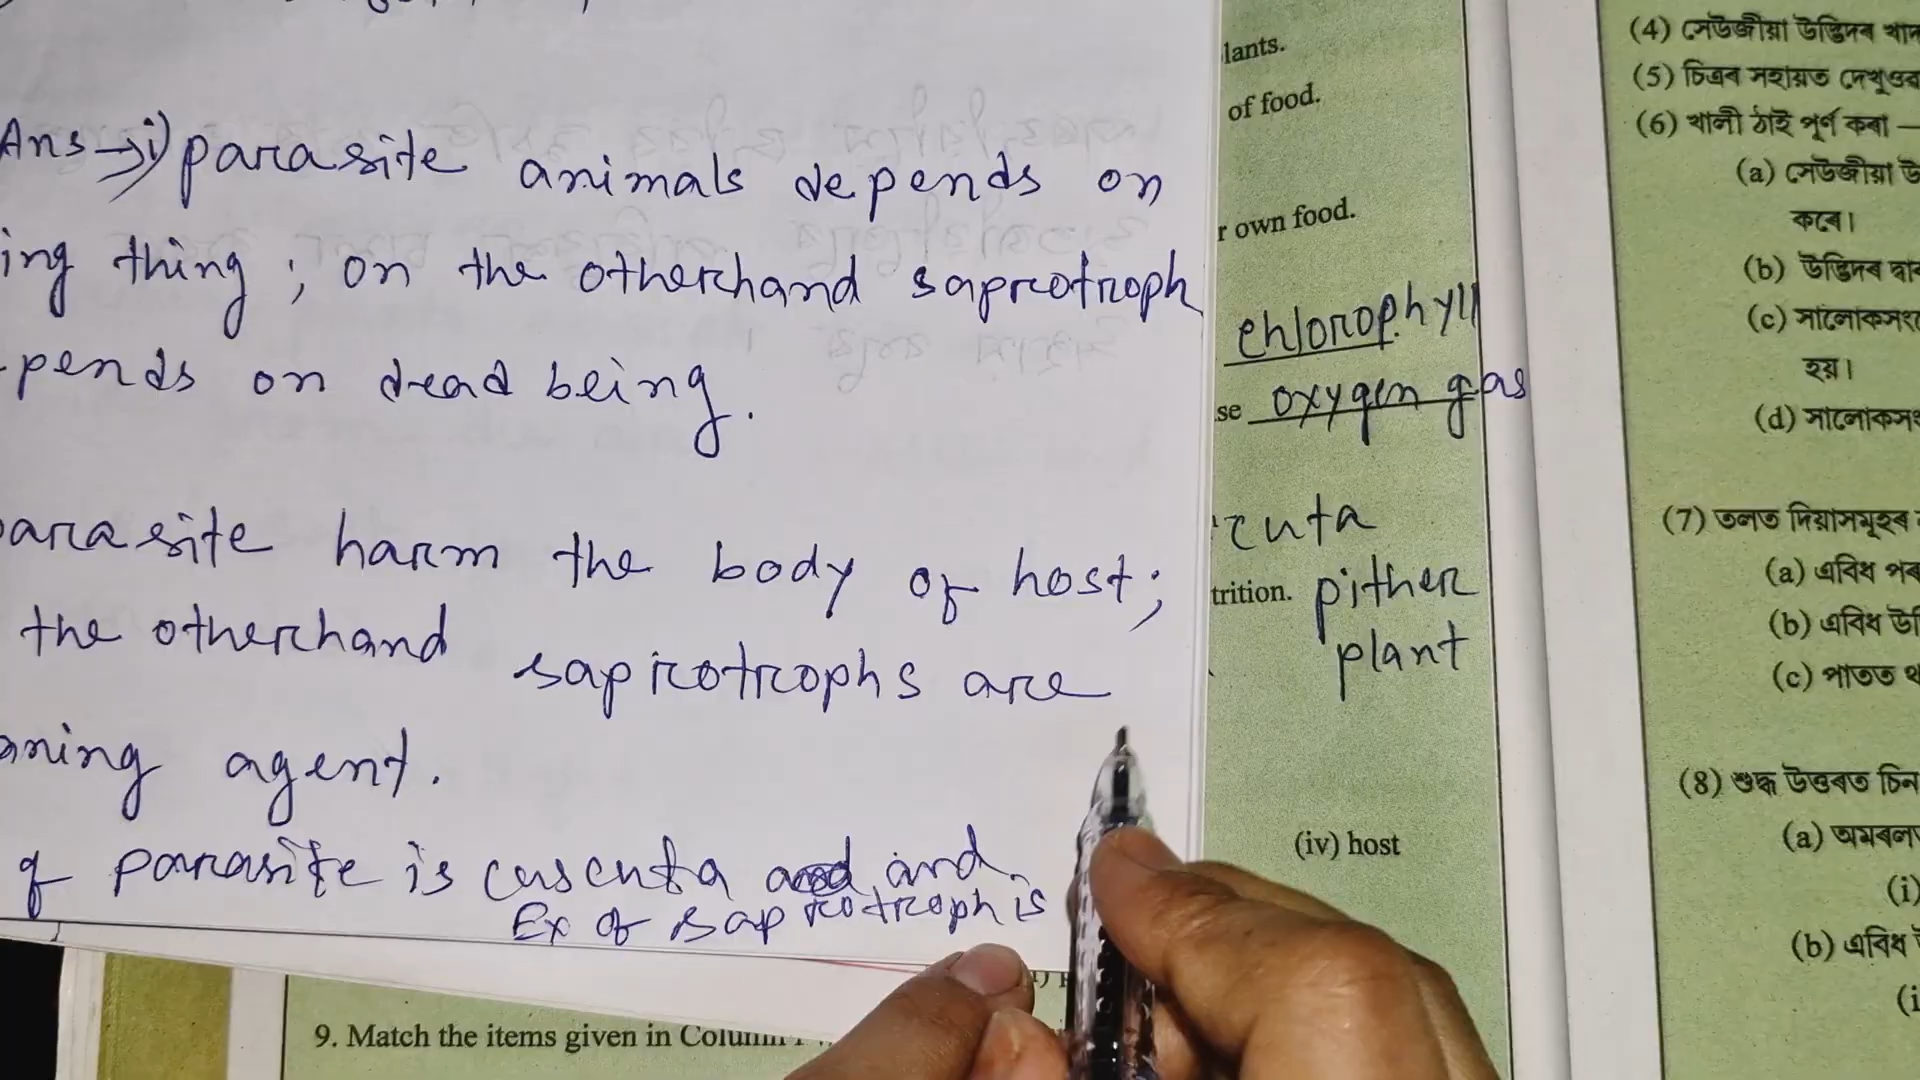 Ans → i) parasite animals depends on
ing thing; on the otherhand saprotroph
pends on dead being.
parasite harm the body of host;
the otherhand saprotrophs are
aning agent.
of parasite is cuscuta and
Ex of saprotroph is
lants.
of food.
r own food.
chlorophyll
se oxygen gas
cuta
trition. pither
plant
(iv) host
9. Match the items given in Column
(4) সেউজীয়া উদ্ভিদৰ খাদ
(5) চিত্ৰৰ সহায়ত দেখুওৱা
(6) খালী ঠাই পূৰ্ণ কৰা —
(a) সেউজীয়া উ
কৰে।
(b) উদ্ভিদৰ দ্বাৰ
(c) সালোকসং
হয়।
(d) সালোকসং
(7) তলত দিয়াসমূহৰ
(a) এবিধ পৰ
(b) এবিধ উ
(c) পাতত থ
(8) শুদ্ধ উত্তৰত চিন
(a) অমৰল
(i)
(b) এবিধ
(i